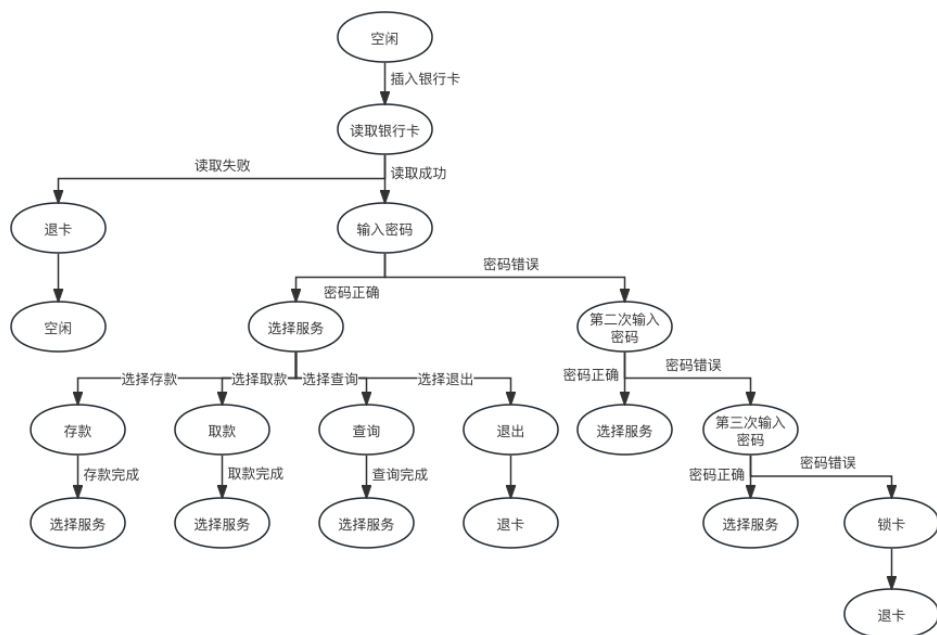 空闲
插入银行卡
读取银行卡
读取失败
读取成功
退卡
输入密码
密码错误
密码正确
空闲
选择服务
第二次输入
密码
选择存款
选择取款
选择查询
选择退出
密码正确
密码错误
存款
取款
查询
退出
选择服务
第三次输入
密码
存款完成
取款完成
查询完成
密码正确
密码错误
选择服务
选择服务
选择服务
退卡
选择服务
锁卡
退卡